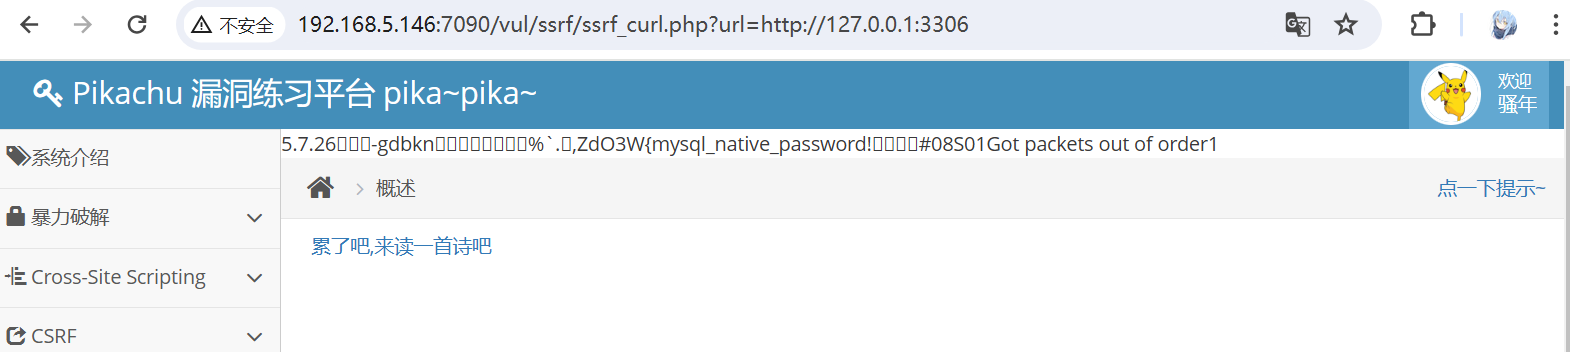 不安全 192.168.5.146:7090/vul/ssrf/ssrf_curl.php?url=http://127.0.0.1:3306
Pikachu 漏洞练习平台 pika~pika~
欢迎
骚年
系统介绍
暴力破解
Cross-Site Scripting
CSRF
5.7.26▯▯▯-gdbkn▯▯▯▯▯▯▯▯%`.▯,ZdO3W{mysql_native_password!▯▯▯▯#08S01Got packets out of order1
概述
点一下提示~
累了吧,来读一首诗吧